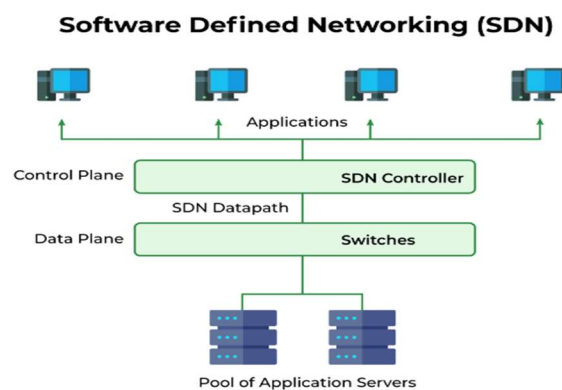 Software Defined Networking (SDN)
Applications
Control Plane
SDN Controller
SDN Datapath
Data Plane
Switches
Pool of Application Servers